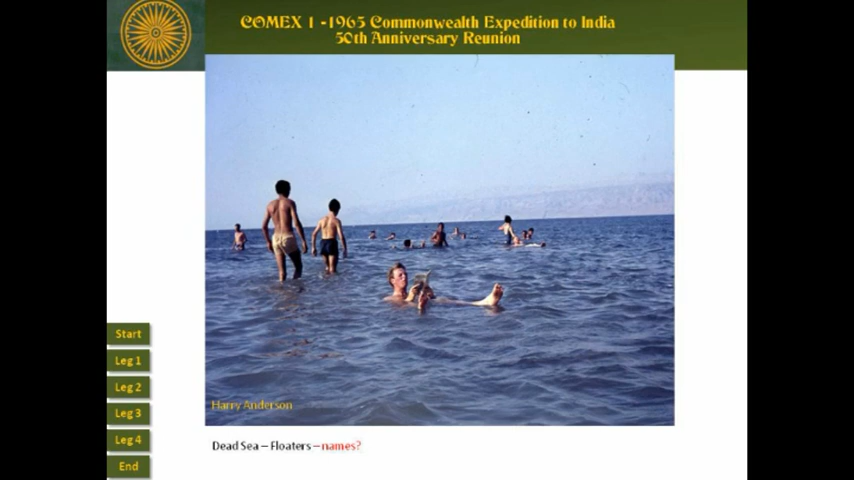 COMEX 1 -1965 Commonwealth Expedition to India
50th Anniversary Reunion
Start
Leg 1
Leg 2
Leg 3
Leg 4
End
Harry Anderson
Dead Sea – Floaters – names?